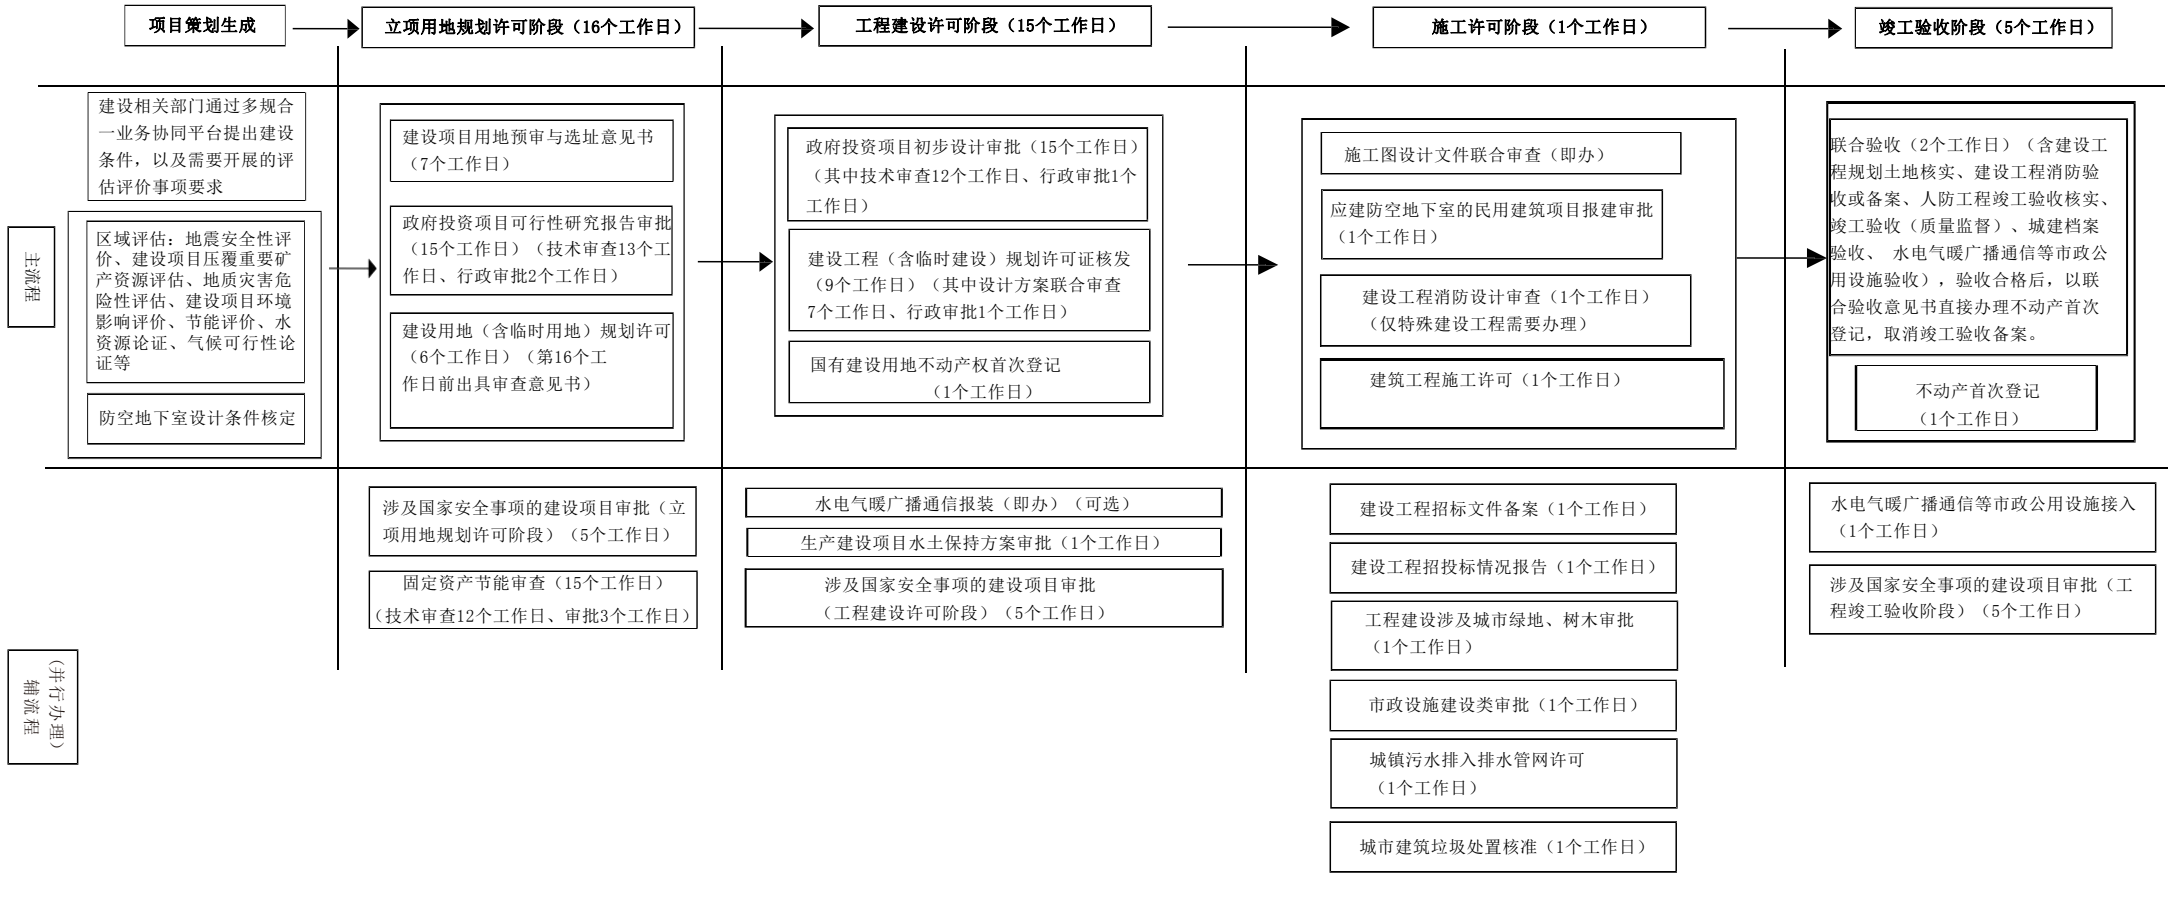 项目策划生成
立项用地规划许可阶段（16个工作日）
工程建设许可阶段（15个工作日）
施工许可阶段（1个工作日）
竣工验收阶段（5个工作日）
主流程
建设相关部门通过多规合
一业务协同平台提出建设
条件，以及需要开展的评
估评价事项要求
区域评估：地震安全性评
价、建设项目压覆重要矿
产资源评估、地质灾害危
险性评估、建设项目环境
影响评价、节能评价、水
资源论证、气候可行性论
证等
防空地下室设计条件核定
建设项目用地预审与选址意见书
（7个工作日）
政府投资项目可行性研究报告审批
（15个工作日）（技术审查13个工
作日、行政审批2个工作日）
建设用地（含临时用地）规划许可
（6个工作日）（第16个工
作日前出具审查意见书）
政府投资项目初步设计审批（15个工作日）
（其中技术审查12个工作日、行政审批1个
工作日）
建设工程（含临时建设）规划许可证核发
（9个工作日）（其中设计方案联合审查
7个工作日、行政审批1个工作日）
国有建设用地不动产权首次登记
（1个工作日）
施工图设计文件联合审查（即办）
应建防空地下室的民用建筑项目报建审批
（1个工作日）
建设工程消防设计审查（1个工作日）
（仅特殊建设工程需要办理）
建筑工程施工许可（1个工作日）
联合验收（2个工作日）（含建设工
程规划土地核实、建设工程消防验
收或备案、人防工程竣工验收核实、
竣工验收（质量监督）、城建档案
验收、 水电气暖广播通信等市政公
用设施验收），验收合格后，以联
合验收意见书直接办理不动产首次
登记，取消竣工验收备案。
不动产首次登记
（1个工作日）
（并行办理）
辅流程
涉及国家安全事项的建设项目审批（立
项用地规划许可阶段）（5个工作日）
固定资产节能审查（15个工作日）
（技术审查12个工作日、审批3个工作日）
水电气暖广播通信报装（即办）（可选）
生产建设项目水土保持方案审批（1个工作日）
涉及国家安全事项的建设项目审批
（工程建设许可阶段）（5个工作日）
建设工程招标文件备案（1个工作日）
建设工程招投标情况报告（1个工作日）
工程建设涉及城市绿地、树木审批
（1个工作日）
市政设施建设类审批（1个工作日）
城镇污水排入排水管网许可
（1个工作日）
城市建筑垃圾处置核准（1个工作日）
水电气暖广播通信等市政公用设施接入
（1个工作日）
涉及国家安全事项的建设项目审批（工
程竣工验收阶段）（5个工作日）